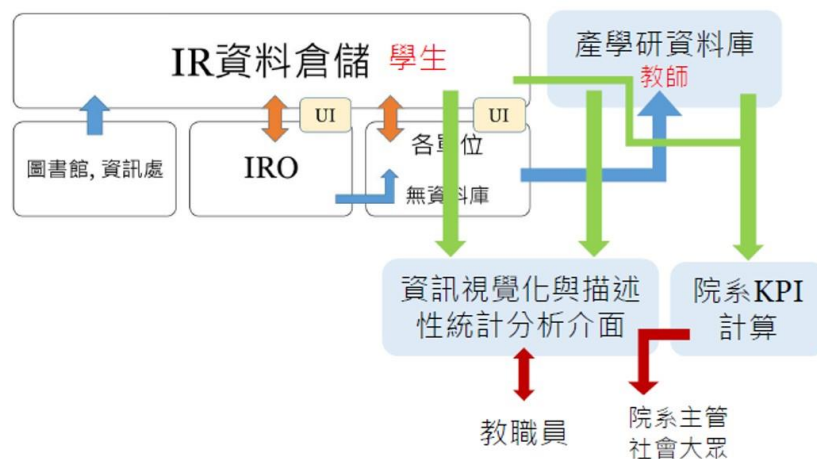 IR資料倉儲 學生
產學研資料庫
教師
UI
UI
圖書館, 資訊處
IRO
各單位
無資料庫
資訊視覺化與描述
性統計分析介面
院系KPI
計算
教職員
院系主管
社會大眾